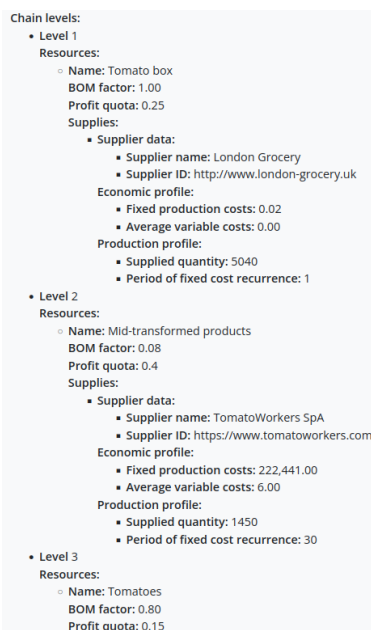 Chain levels:
Level 1
Resources:
Name: Tomato box
BOM factor: 1.00
Profit quota: 0.25
Supplies:
Supplier data:
Supplier name: London Grocery
Supplier ID: http://www.london-grocery.uk
Economic profile:
Fixed production costs: 0.02
Average variable costs: 0.00
Production profile:
Supplied quantity: 5040
Period of fixed cost recurrence: 1
Level 2
Resources:
Name: Mid-transformed products
BOM factor: 0.08
Profit quota: 0.4
Supplies:
Supplier data:
Supplier name: TomatoWorkers SpA
Supplier ID: https://www.tomatoworkers.com
Economic profile:
Fixed production costs: 222,441.00
Average variable costs: 6.00
Production profile:
Supplied quantity: 1450
Period of fixed cost recurrence: 30
Level 3
Resources:
Name: Tomatoes
BOM factor: 0.80
Profit quota: 0.15